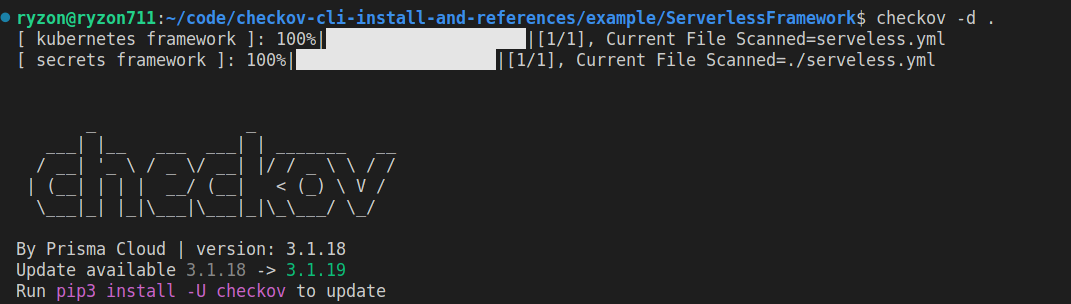 ryzon@ryzon711:~/code/checkov-cli-install-and-references/example/ServerlessFramework$ checkov -d .
[ kubernetes framework ]: 100%|████████████████████|[1/1], Current File Scanned=serveless.yml
[ secrets framework ]: 100%|████████████████████|[1/1], Current File Scanned=./serveless.yml
       _               _
   ___| |__   ___  ___| | _______   __
  / __| '_ \ / _ \/ __| |/ / _ \ \ / /
 | (__| | | |  __/ (__|   < (_) \ V /
  \___|_| |_|\___|\___|_|\_\___/ \_/
By Prisma Cloud | version: 3.1.18
Update available 3.1.18 -> 3.1.19
Run pip3 install -U checkov to update